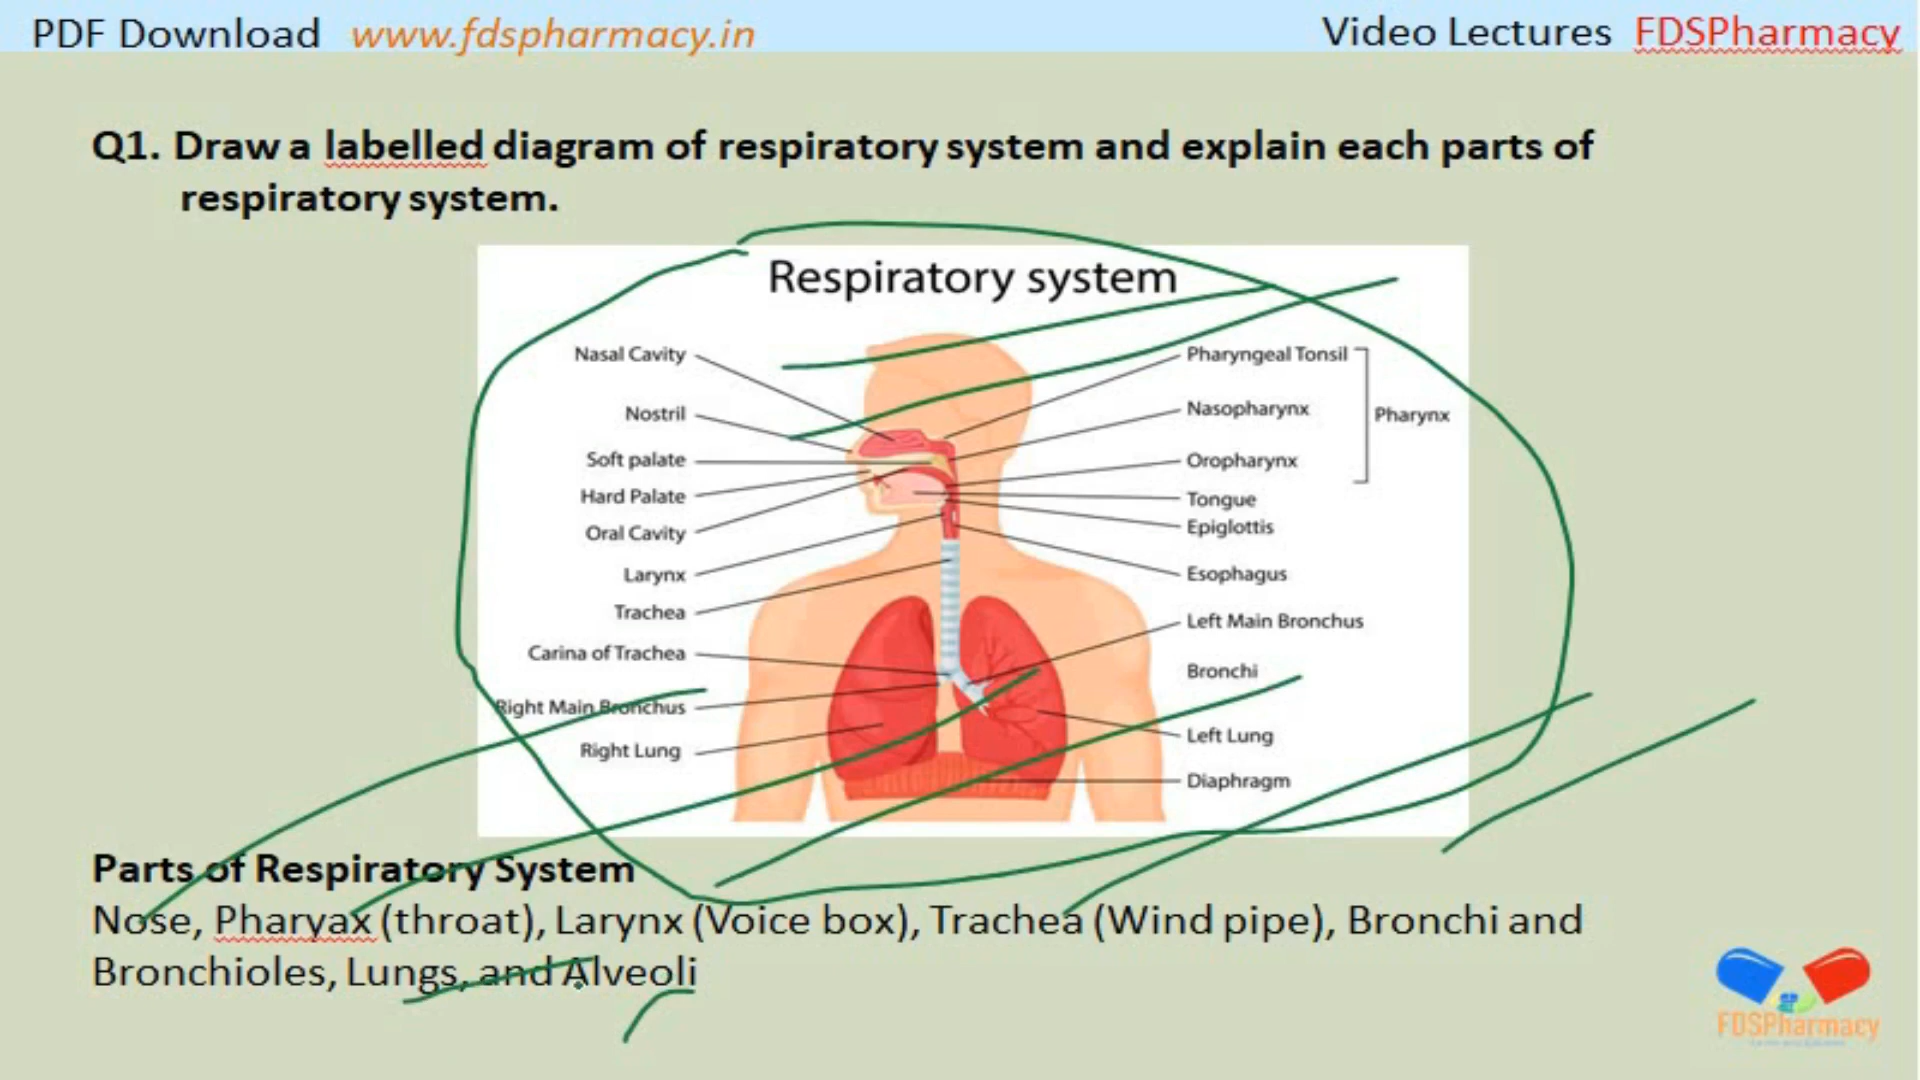 PDF Download www.fdspharmacy.in
Video Lectures FDSPharmacy
Q1. Draw a labelled diagram of respiratory system and explain each parts of
respiratory system.
Respiratory system
Nasal Cavity
Nostril
Soft palate
Hard Palate
Oral Cavity
Larynx
Trachea
Carina of Trachea
Right Main Bronchus
Right Lung
Pharyngeal Tonsil
Nasopharynx
Oropharynx
Pharynx
Tongue
Epiglottis
Esophagus
Left Main Bronchus
Bronchi
Left Lung
Diaphragm
Parts of Respiratory System
Nose, Pharyax (throat), Larynx (Voice box), Trachea (Wind pipe), Bronchi and
Bronchioles, Lungs, and Alveoli
FDSPharmacy